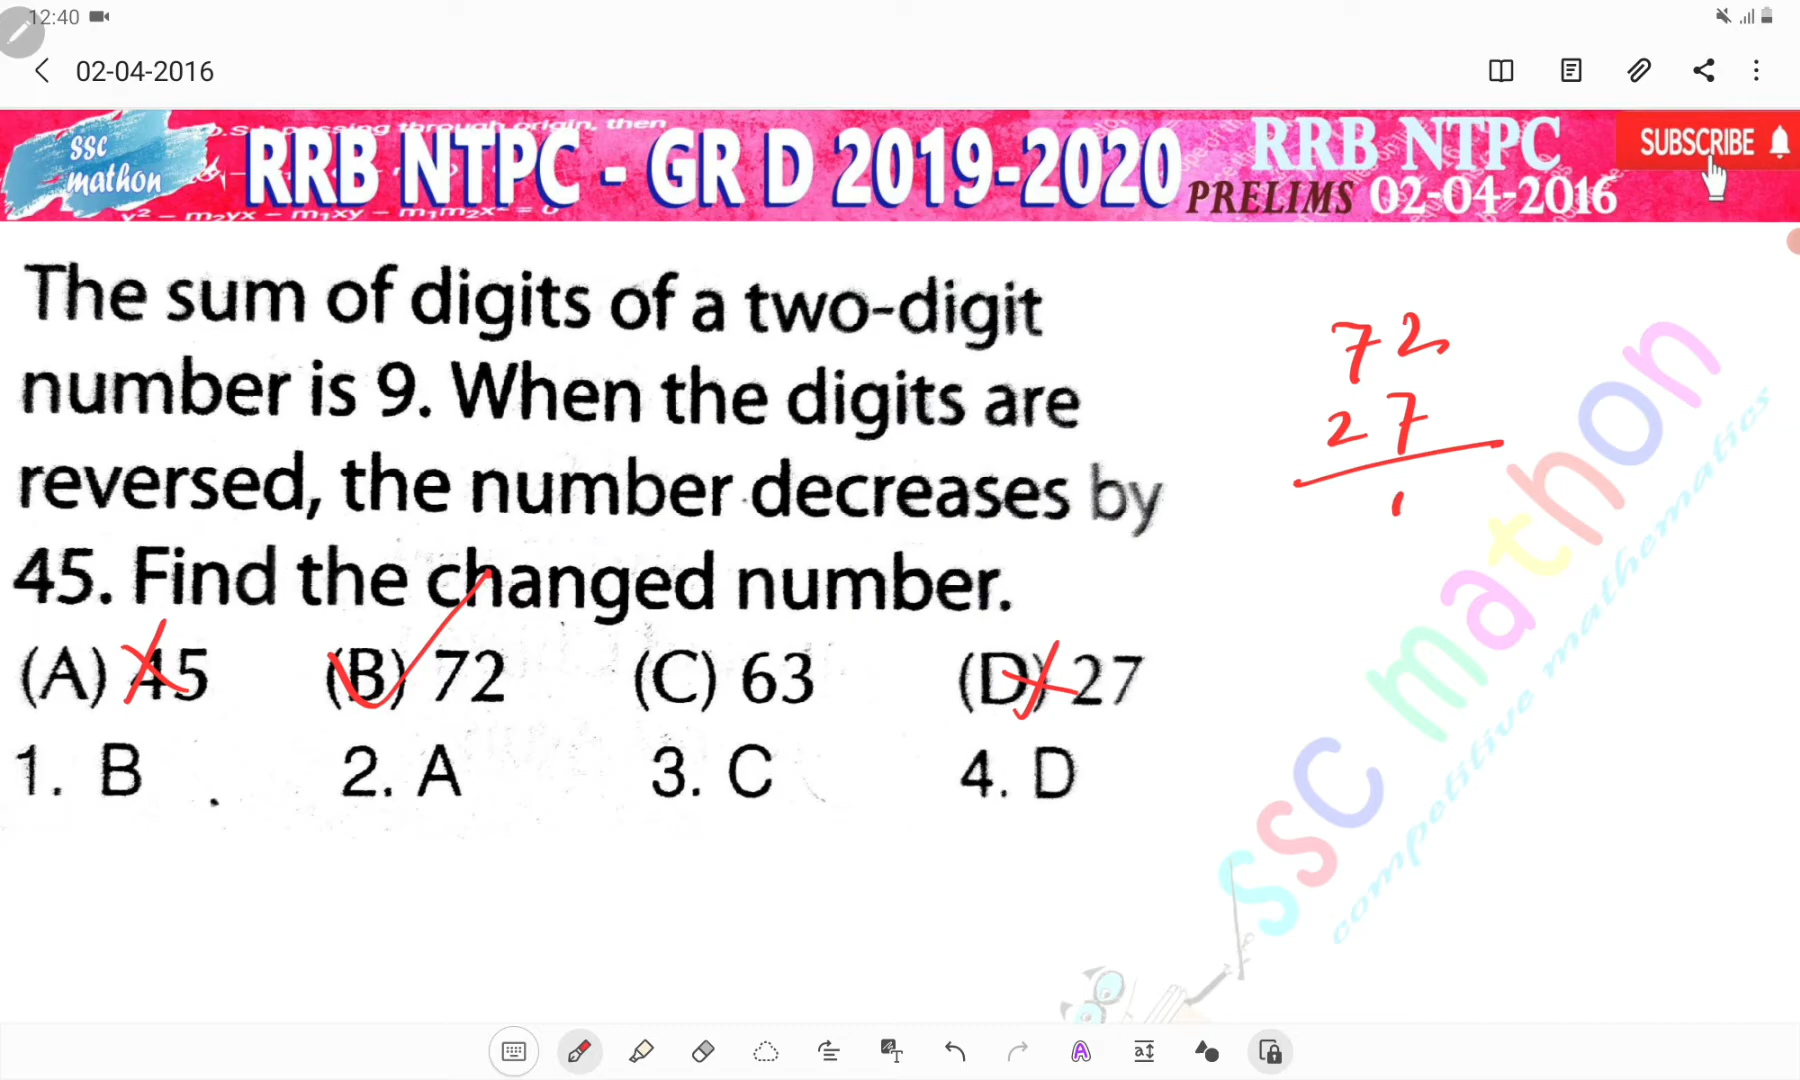 12:40
02-04-2016
ssc
mathon
RRB NTPC - GR D 2019-2020
RRB NTPC
PRELIMS 02-04-2016
SUBSCRIBE
The sum of digits of a two-digit
number is 9. When the digits are
reversed, the number decreases by
45. Find the changed number.
(A) 45 (B) 72 (C) 63 (D) 27
1. B 2. A 3. C 4. D
72
27
ssc mathon
competitive mathematics